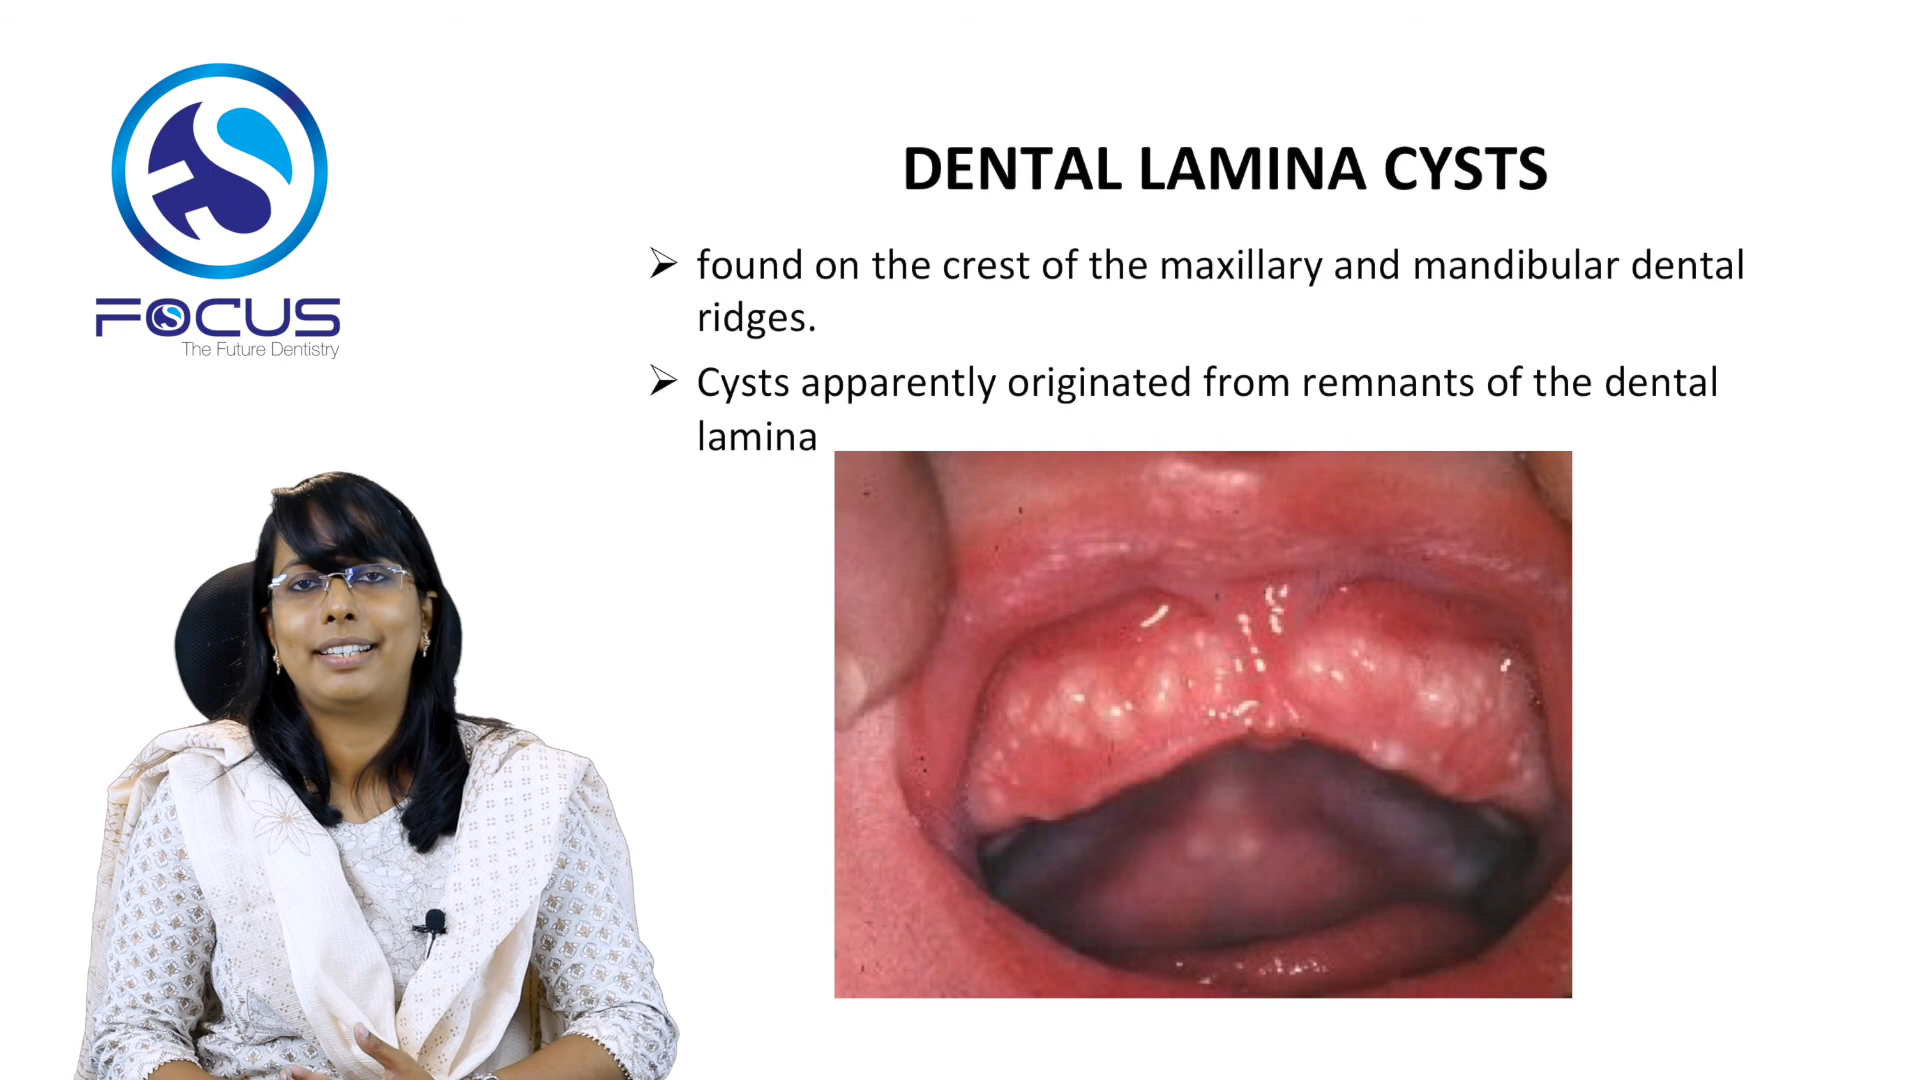 FOCUS
The Future Dentistry
DENTAL LAMINA CYSTS
found on the crest of the maxillary and mandibular dental
ridges.
Cysts apparently originated from remnants of the dental
lamina